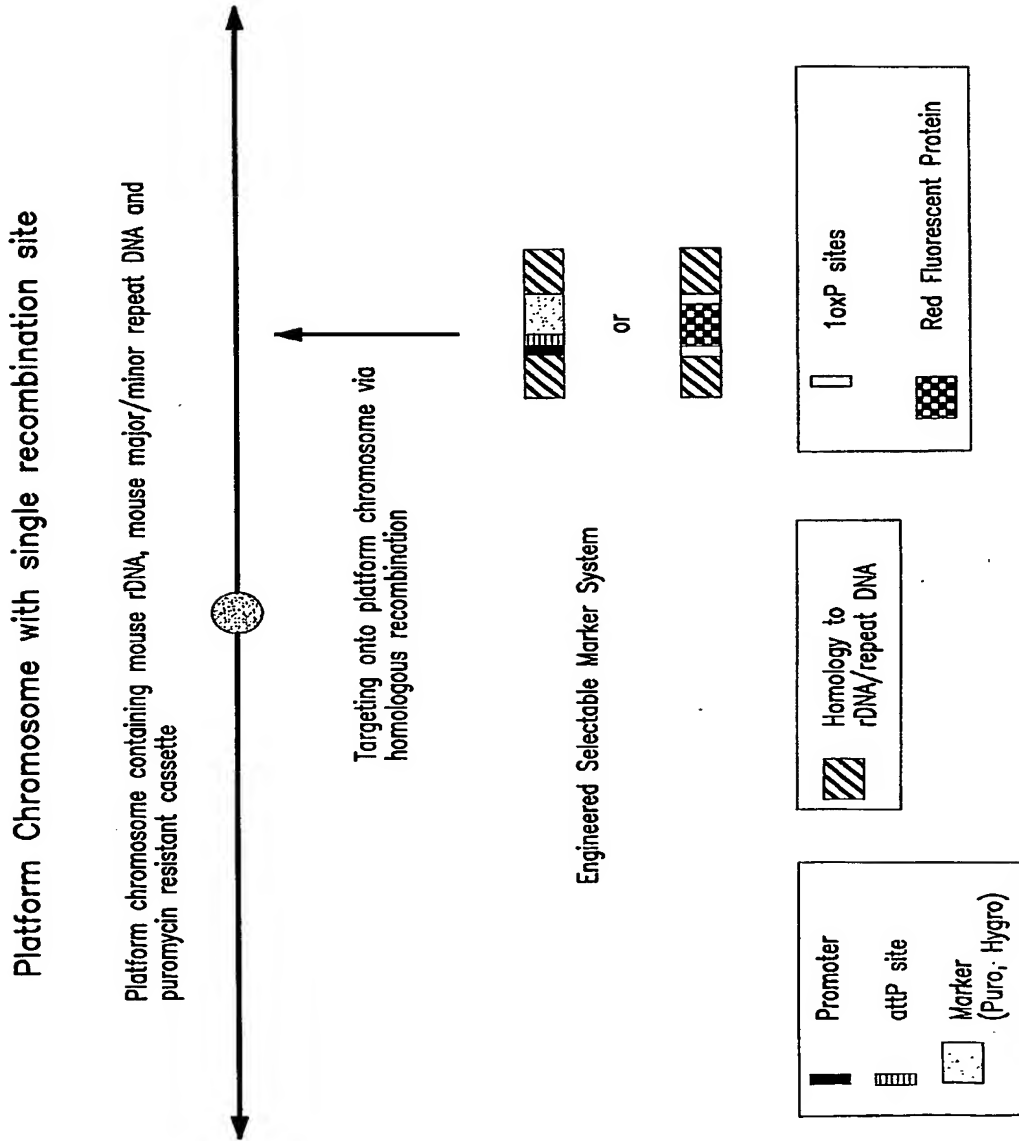 Platform Chromosome with single recombination site
Platform chromosome containing mouse rDNA, mouse major/minor repeat DNA and
puromycin resistant cassette
Targeting onto platform chromosome via
homologous recombination
Engineered Selectable Marker System
or
Promoter
attP site
Marker
(Puro, Hygro)
Homology to
rDNA/repeat DNA
1oxP sites
Red Fluorescent Protein